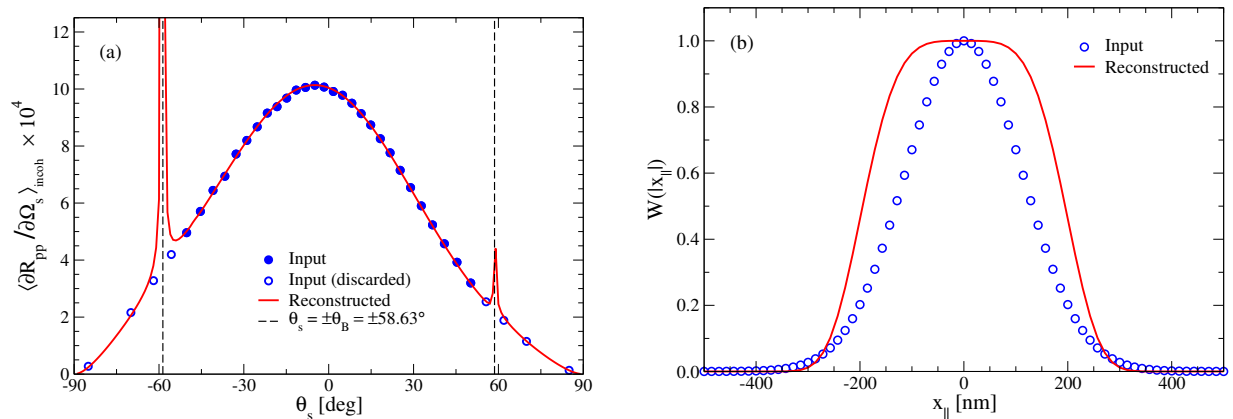 (a)
⟨∂R_pp /∂Ω_s⟩_incoh × 10^4
12
10
8
6
4
2
0
Input
Input (discarded)
Reconstructed
θ_s = ±θ_B = ±58.63°
-90 -60 -30 0 30 60 90
θ_s [deg]
(b)
W(|x_∥|)
1.0
0.8
0.6
0.4
0.2
0.0
Input
Reconstructed
-400 -200 0 200 400
x_∥ [nm]